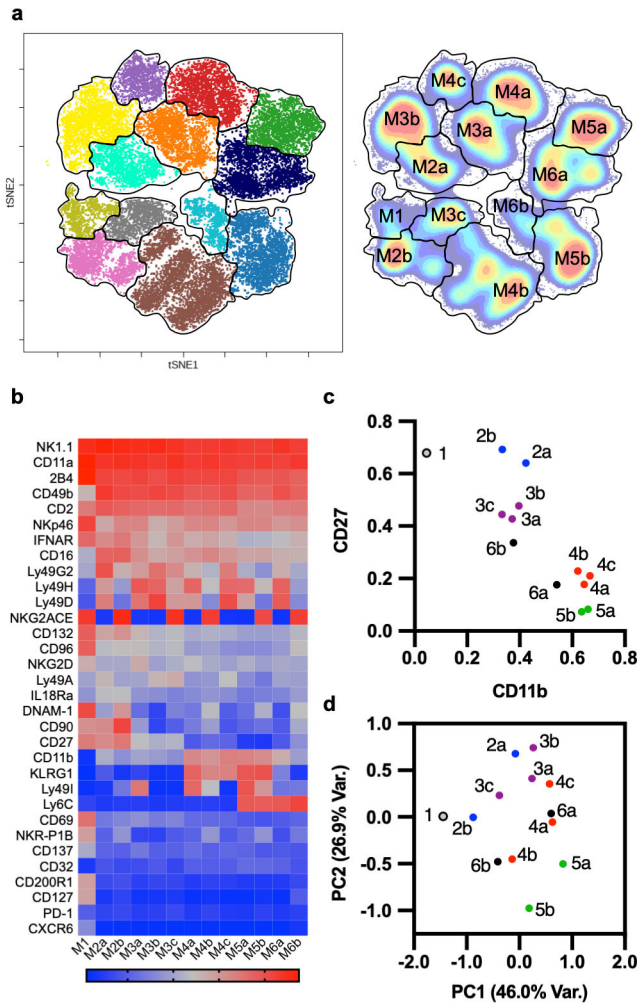 a
tSNE2
tSNE1
M4c
M4a
M3b
M3a
M5a
M2a
M6a
M1
M3c
M6b
M2b
M5b
M4b
b
NK1.1
CD11a
2B4
CD49b
CD2
NKp46
IFNAR
CD16
Ly49G2
Ly49H
Ly49D
NKG2ACE
CD132
CD96
NKG2D
Ly49A
IL18Ra
DNAM-1
CD90
CD27
CD11b
KLRG1
Ly49I
Ly6C
CD69
NKR-P1B
CD137
CD32
CD200R1
CD127
PD-1
CXCR6
M1 M2a M2b M3a M3b M3c M4a M4b M4c M5a M5b M6a M6b
c
CD27
0.8
0.6
0.4
0.2
0.0
2b
2a
1
3b
3c
3a
6b
4b
4c
6a
4a
5b
5a
0.0 0.2 0.4 0.6 0.8
CD11b
d
PC2 (26.9% Var.)
1.0
0.5
0.0
-0.5
-1.0
3b
2a
3a
4c
3c
1
2b
6a
4a
6b
4b
5a
5b
-2.0 -1.0 0.0 1.0 2.0
PC1 (46.0% Var.)